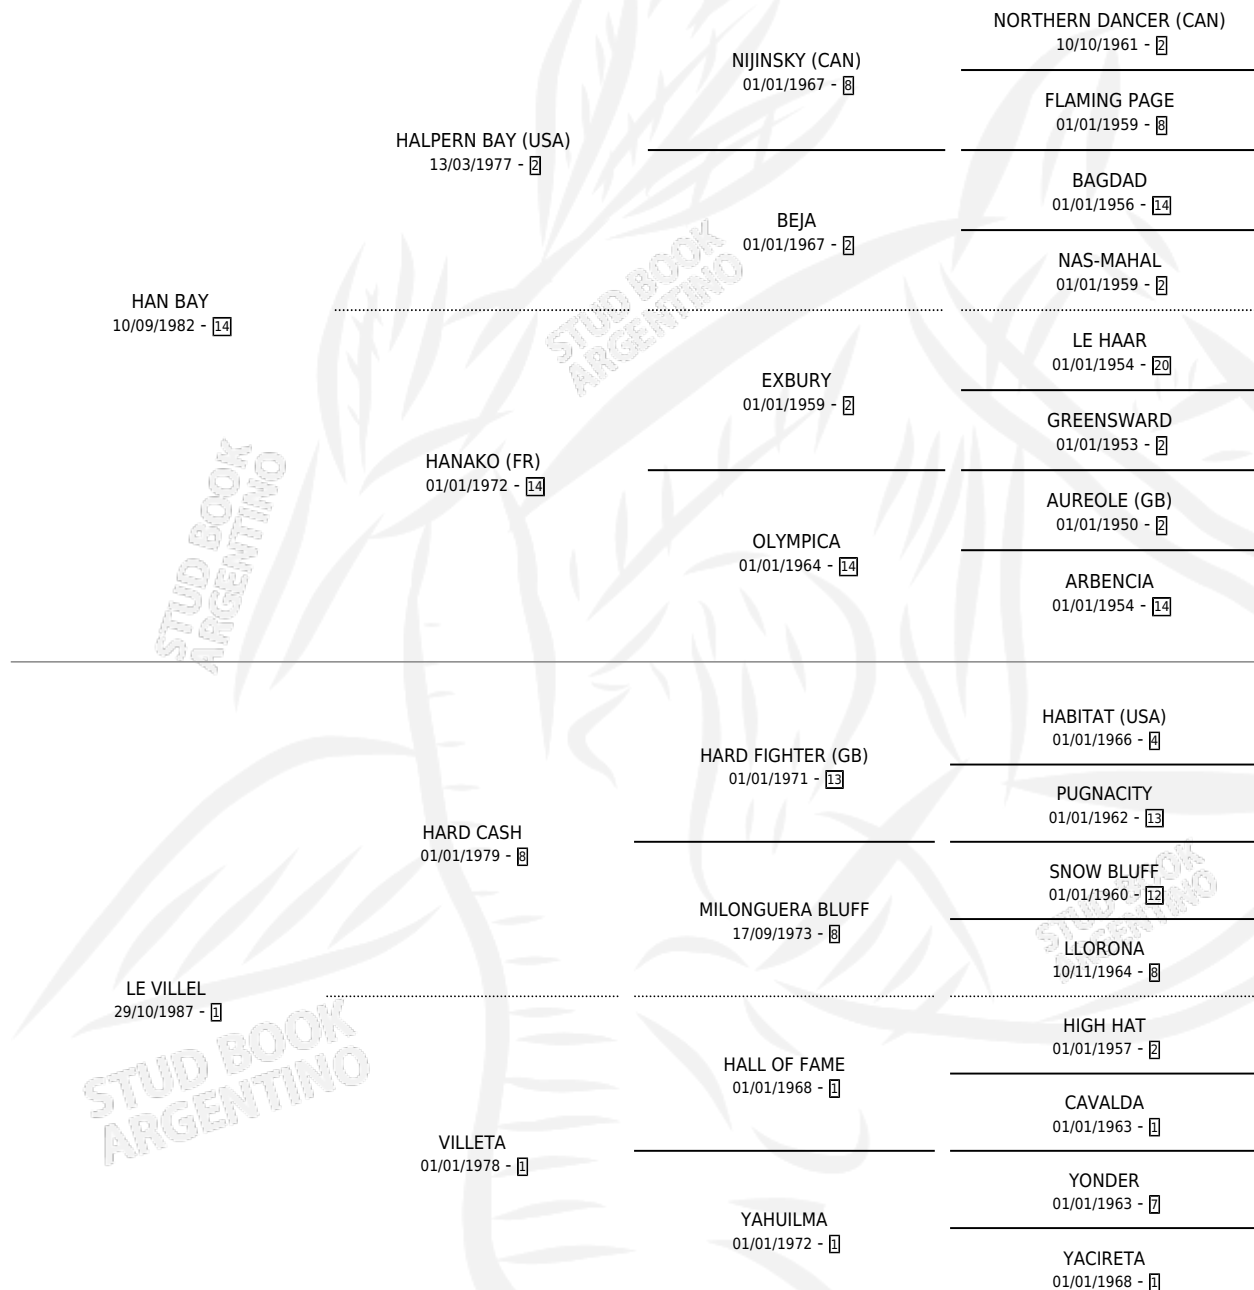 NORTHERN DANCER (CAN)
10/10/1961 - 2
NIJINSKY (CAN)
01/01/1967 - 8
FLAMING PAGE
01/01/1959 - 8
HALPERN BAY (USA)
13/03/1977 - 2
BAGDAD
01/01/1956 - 14
BEJA
01/01/1967 - 2
NAS-MAHAL
01/01/1959 - 2
HAN BAY
10/09/1982 - 14
LE HAAR
01/01/1954 - 20
EXBURY
01/01/1959 - 2
GREENSWARD
01/01/1953 - 2
HANAKO (FR)
01/01/1972 - 14
AUREOLE (GB)
01/01/1950 - 2
OLYMPICA
01/01/1964 - 14
ARBENCIA
01/01/1954 - 14
HABITAT (USA)
01/01/1966 - 4
HARD FIGHTER (GB)
01/01/1971 - 13
PUGNACITY
01/01/1962 - 13
HARD CASH
01/01/1979 - 8
SNOW BLUFF
01/01/1960 - 12
MILONGUERA BLUFF
17/09/1973 - 8
LLORONA
10/11/1964 - 8
LE VILLEL
29/10/1987 - 1
HIGH HAT
01/01/1957 - 2
HALL OF FAME
01/01/1968 - 1
CAVALDA
01/01/1963 - 1
VILLETA
01/01/1978 - 1
YONDER
01/01/1963 - 7
YAHUILMA
01/01/1972 - 1
YACIRETA
01/01/1968 - 1
STUD BOOK
ARGENTINO
STUD BOOK
ARGENTINO
STUD BOOK
ARGENTINO
STUD BOOK
ARGENTINO